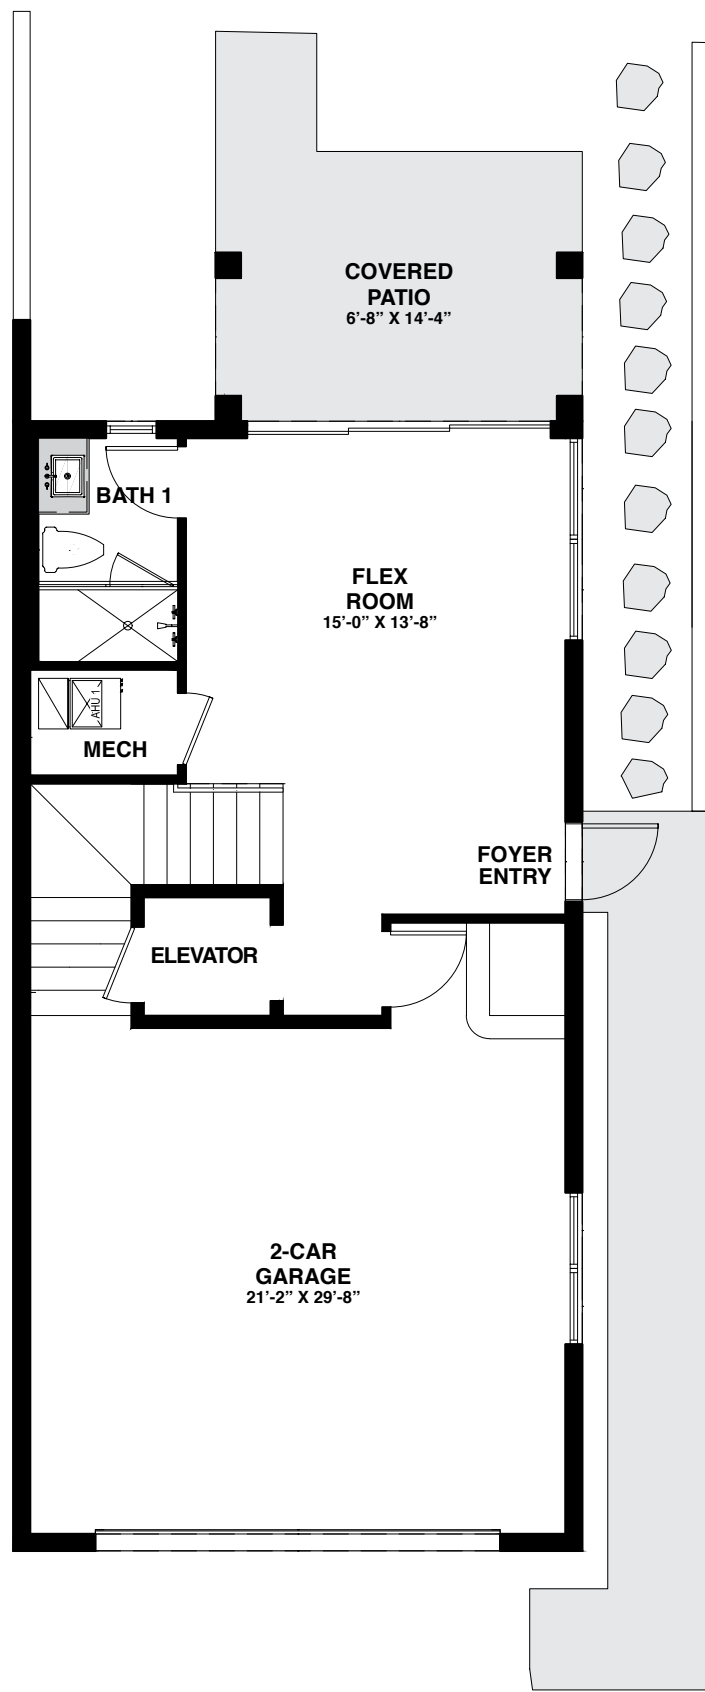 COVERED
PATIO
6’-8” X 14’-4”
BATH 1
FLEX
ROOM
15’-0” X 13’-8”
AHU 1
MECH
FOYER
ENTRY
ELEVATOR
2-CAR
GARAGE
21’-2” X 29’-8”